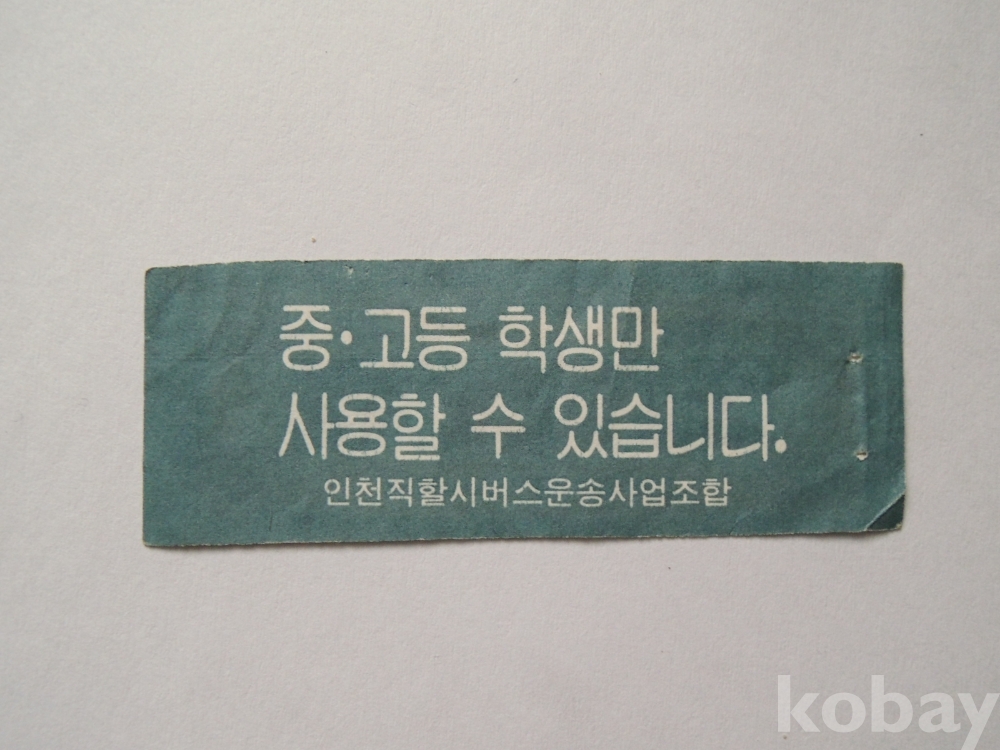 중·고등 학생만
사용할 수 있습니다.
인천직할시버스운송사업조합
kobay